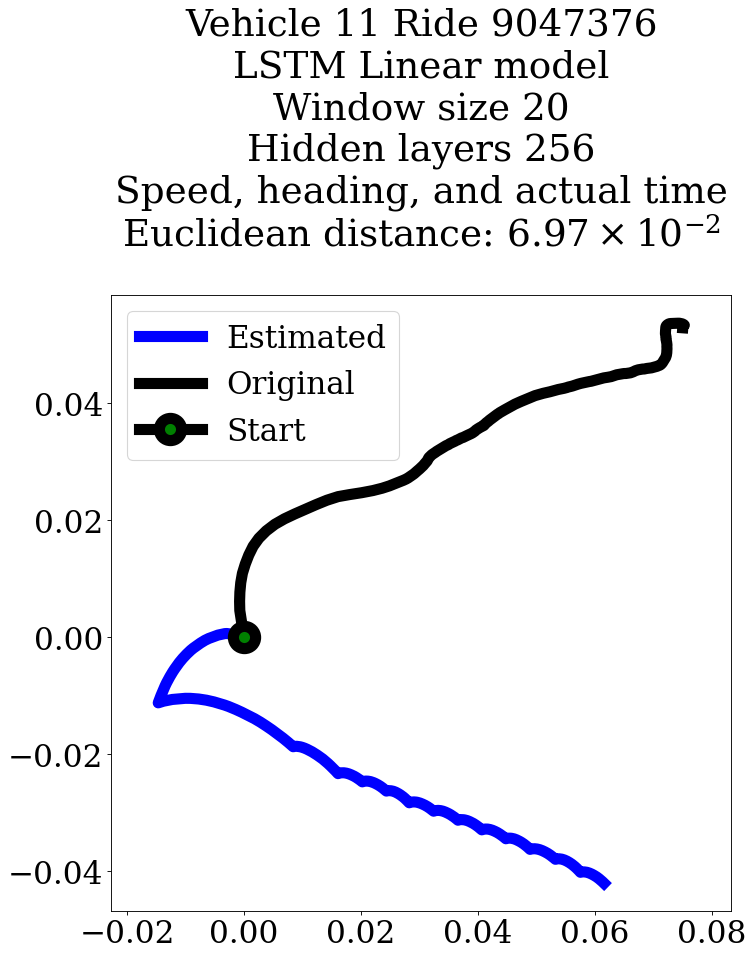 Vehicle 11 Ride 9047376
LSTM Linear model
Window size 20
Hidden layers 256
Speed, heading, and actual time
Euclidean distance: 6.97 × 10⁻²
Estimated
Original
Start
0.04
0.02
0.00
−0.02
−0.04
−0.02 0.00 0.02 0.04 0.06 0.08